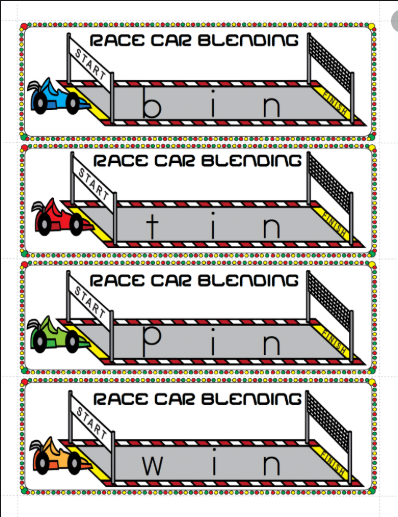 RACE CAR BLENDING
START
b i n
FINISH
RACE CAR BLENDING
START
t i n
FINISH
RACE CAR BLENDING
START
p i n
FINISH
RACE CAR BLENDING
START
w i n
FINISH